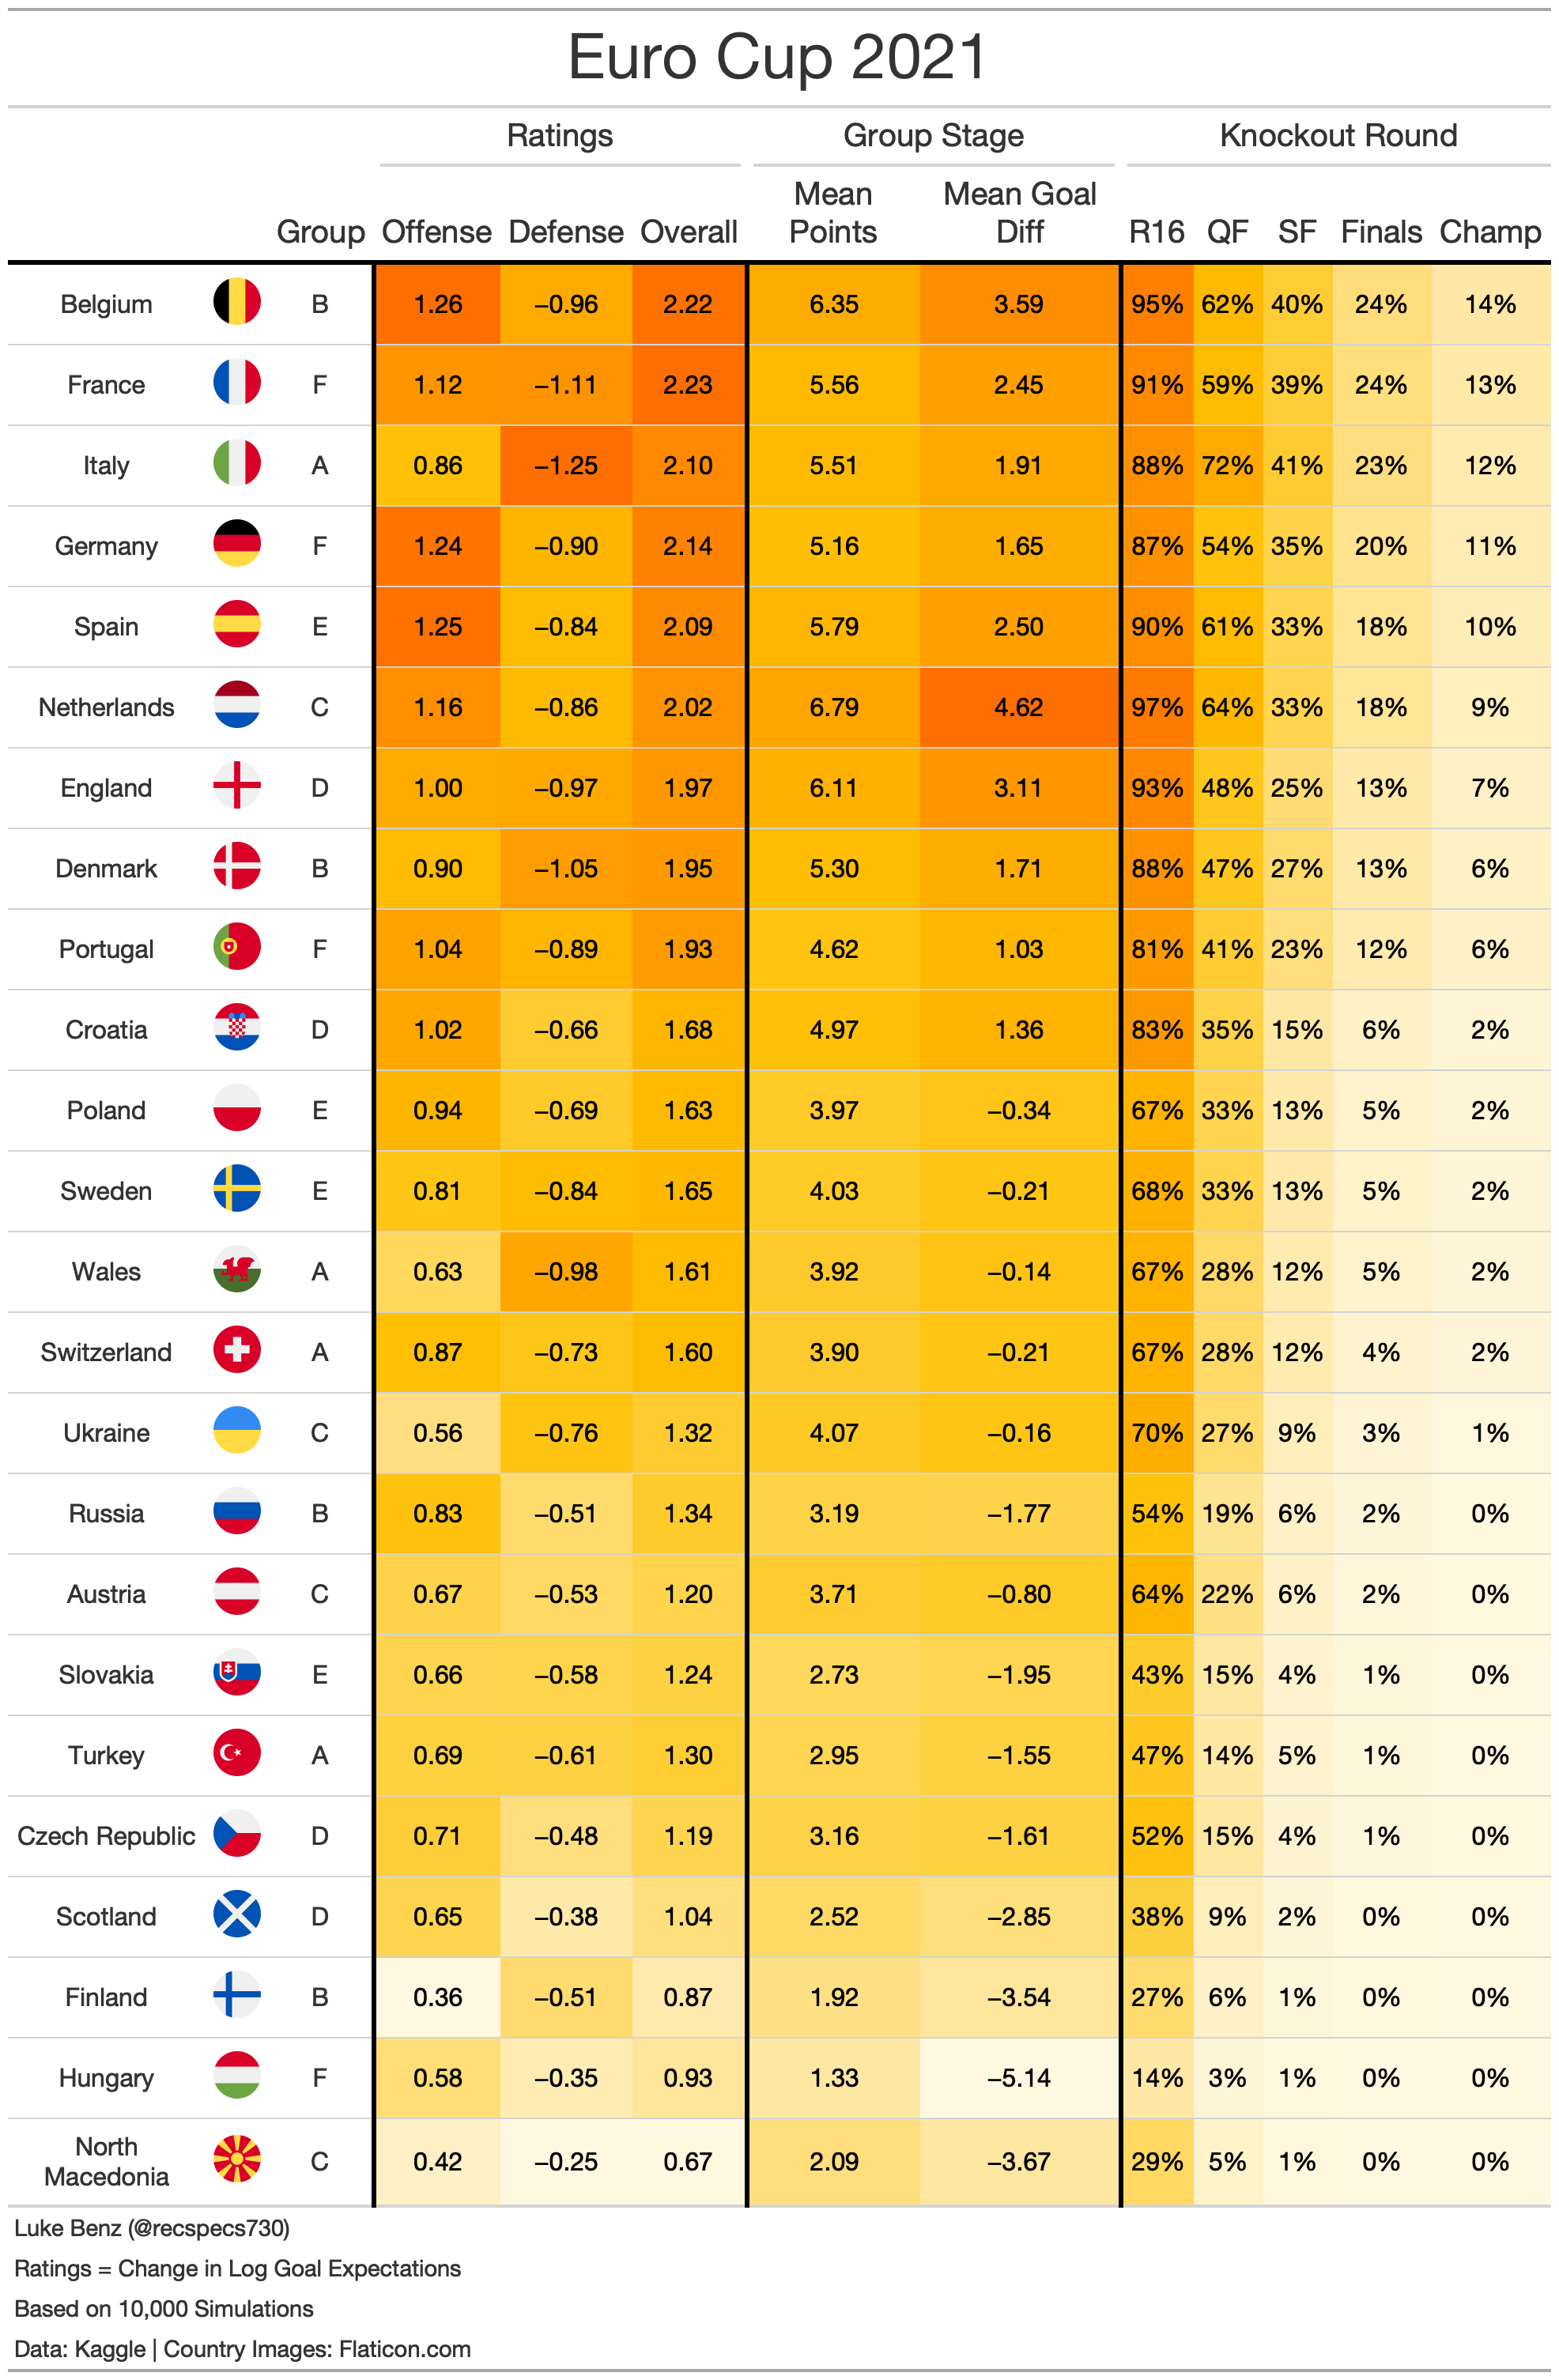 Euro Cup 2021
Ratings Group Stage Knockout Round
Group Offense Defense Overall Mean Points Mean Goal Diff R16 QF SF Finals Champ
Belgium B 1.26 −0.96 2.22 6.35 3.59 95% 62% 40% 24% 14%
France F 1.12 −1.11 2.23 5.56 2.45 91% 59% 39% 24% 13%
Italy A 0.86 −1.25 2.10 5.51 1.91 88% 72% 41% 23% 12%
Germany F 1.24 −0.90 2.14 5.16 1.65 87% 54% 35% 20% 11%
Spain E 1.25 −0.84 2.09 5.79 2.50 90% 61% 33% 18% 10%
Netherlands C 1.16 −0.86 2.02 6.79 4.62 97% 64% 33% 18% 9%
England D 1.00 −0.97 1.97 6.11 3.11 93% 48% 25% 13% 7%
Denmark B 0.90 −1.05 1.95 5.30 1.71 88% 47% 27% 13% 6%
Portugal F 1.04 −0.89 1.93 4.62 1.03 81% 41% 23% 12% 6%
Croatia D 1.02 −0.66 1.68 4.97 1.36 83% 35% 15% 6% 2%
Poland E 0.94 −0.69 1.63 3.97 −0.34 67% 33% 13% 5% 2%
Sweden E 0.81 −0.84 1.65 4.03 −0.21 68% 33% 13% 5% 2%
Wales A 0.63 −0.98 1.61 3.92 −0.14 67% 28% 12% 5% 2%
Switzerland A 0.87 −0.73 1.60 3.90 −0.21 67% 28% 12% 4% 2%
Ukraine C 0.56 −0.76 1.32 4.07 −0.16 70% 27% 9% 3% 1%
Russia B 0.83 −0.51 1.34 3.19 −1.77 54% 19% 6% 2% 0%
Austria C 0.67 −0.53 1.20 3.71 −0.80 64% 22% 6% 2% 0%
Slovakia E 0.66 −0.58 1.24 2.73 −1.95 43% 15% 4% 1% 0%
Turkey A 0.69 −0.61 1.30 2.95 −1.55 47% 14% 5% 1% 0%
Czech Republic D 0.71 −0.48 1.19 3.16 −1.61 52% 15% 4% 1% 0%
Scotland D 0.65 −0.38 1.04 2.52 −2.85 38% 9% 2% 0% 0%
Finland B 0.36 −0.51 0.87 1.92 −3.54 27% 6% 1% 0% 0%
Hungary F 0.58 −0.35 0.93 1.33 −5.14 14% 3% 1% 0% 0%
North Macedonia C 0.42 −0.25 0.67 2.09 −3.67 29% 5% 1% 0% 0%
Luke Benz (@recspecs730)
Ratings = Change in Log Goal Expectations
Based on 10,000 Simulations
Data: Kaggle | Country Images: Flaticon.com